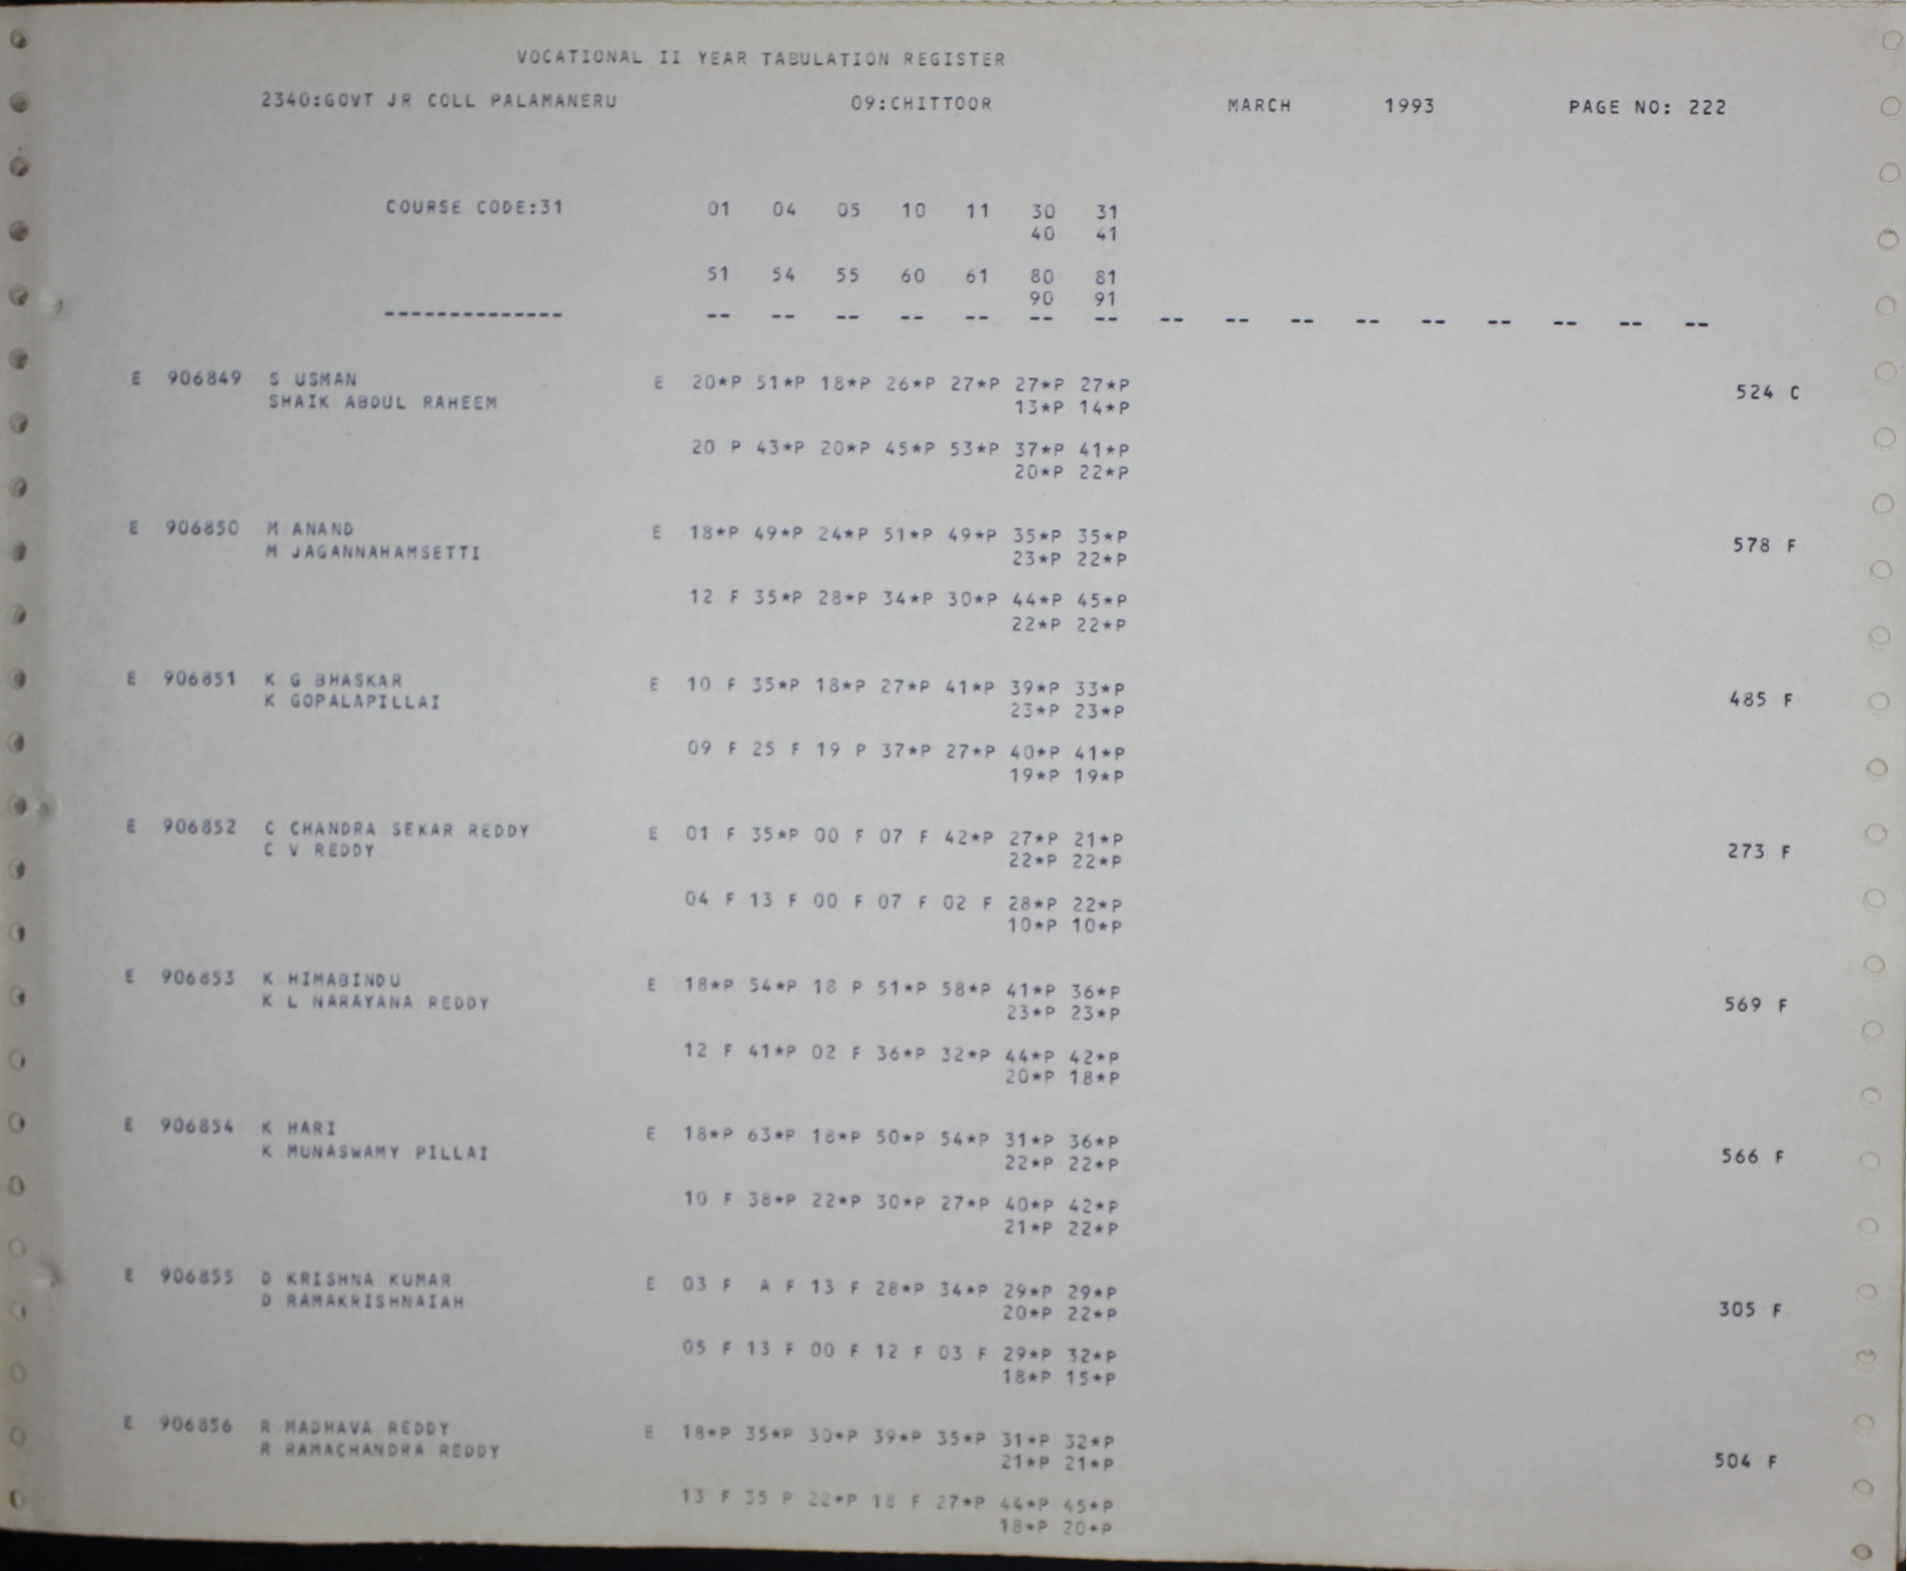 VOCATIONAL II YEAR TABULATION REGISTER
2340:GOVT JR COLL PALAMANERU 09:CHITTOOR MARCH 1993 PAGE NO: 222
COURSE CODE:31 01 04 05 10 11 30 31
40 41
51 54 55 60 61 80 81
90 91
-------------- -- -- -- -- -- -- -- -- -- -- -- -- -- -- -- --
E 906849 S USMAN E 20*P 51*P 18*P 26*P 27*P 27*P 27*P 524 C
SHAIK ABDUL RAHEEM 13*P 14*P
20 P 43*P 20*P 45*P 53*P 37*P 41*P
20*P 22*P
E 906850 M ANAND E 18*P 49*P 24*P 51*P 49*P 35*P 35*P 578 F
M JAGANNAHAMSETTI 23*P 22*P
12 F 35*P 28*P 34*P 30*P 44*P 45*P
22*P 22*P
E 906851 K G BHASKAR E 10 F 35*P 18*P 27*P 41*P 39*P 33*P 485 F
K GOPALAPILLAI 23*P 23*P
09 F 25 F 19 P 37*P 27*P 40*P 41*P
19*P 19*P
E 906852 C CHANDRA SEKAR REDDY E 01 F 35*P 00 F 07 F 42*P 27*P 21*P 273 F
C V REDDY 22*P 22*P
04 F 13 F 00 F 07 F 02 F 28*P 22*P
10*P 10*P
E 906853 K HIMABINDU E 18*P 54*P 18 P 51*P 58*P 41*P 36*P 569 F
K L NARAYANA REDDY 23*P 23*P
12 F 41*P 02 F 36*P 32*P 44*P 42*P
20*P 18*P
E 906854 K HARI E 18*P 63*P 18*P 50*P 54*P 31*P 36*P 566 F
K MUNASWAMY PILLAI 22*P 22*P
10 F 38*P 22*P 30*P 27*P 40*P 42*P
21*P 22*P
E 906855 D KRISHNA KUMAR E 03 F A F 13 F 28*P 34*P 29*P 29*P 305 F
D RAMAKRISHNAIAH 20*P 22*P
05 F 13 F 00 F 12 F 03 F 29*P 32*P
18*P 15*P
E 906856 R MADHAVA REDDY E 18*P 35*P 30*P 39*P 35*P 31*P 32*P 504 F
R RAMACHANDRA REDDY 21*P 21*P
13 F 35 P 22*P 18 F 27*P 44*P 45*P
18*P 20*P